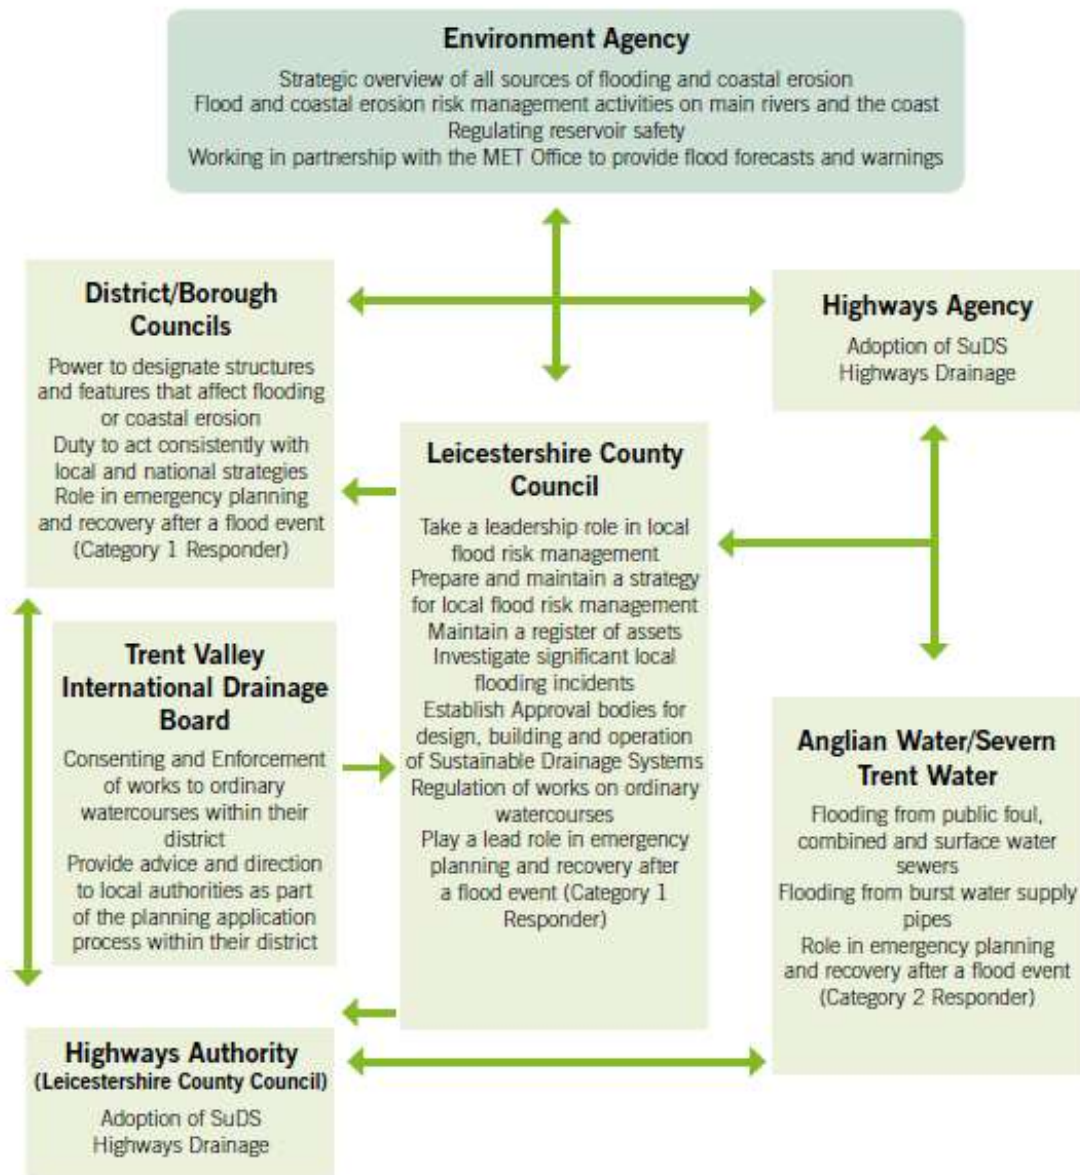 Environment Agency
Strategic overview of all sources of flooding and coastal erosion
Flood and coastal erosion risk management activities on main rivers and the coast
Regulating reservoir safety
Working in partnership with the MET Office to provide flood forecasts and warnings
District/Borough
Councils
Power to designate structures
and features that affect flooding
or coastal erosion
Duty to act consistently with
local and national strategies
Role in emergency planning
and recovery after a flood event
(Category 1 Responder)
Highways Agency
Adoption of SuDS
Highways Drainage
Leicestershire County
Council
Take a leadership role in local
flood risk management
Prepare and maintain a strategy
for local flood risk management
Maintain a register of assets
Investigate significant local
flooding incidents
Establish Approval bodies for
design, building and operation
of Sustainable Drainage Systems
Regulation of works on ordinary
watercourses
Play a lead role in emergency
planning and recovery after
a flood event (Category 1
Responder)
Trent Valley
International Drainage
Board
Consenting and Enforcement
of works to ordinary
watercourses within their
district
Provide advice and direction
to local authorities as part
of the planning application
process within their district
Anglian Water/Severn
Trent Water
Flooding from public foul,
combined and surface water
sewers
Flooding from burst water supply
pipes
Role in emergency planning
and recovery after a flood event
(Category 2 Responder)
Highways Authority
(Leicestershire County Council)
Adoption of SuDS
Highways Drainage